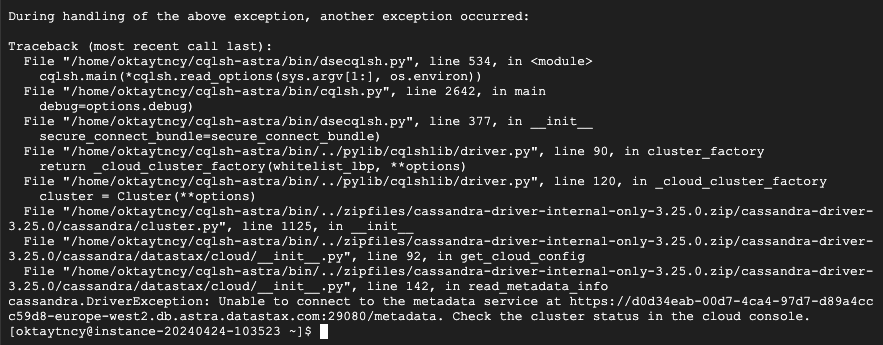 During handling of the above exception, another exception occurred:
Traceback (most recent call last):
File "/home/oktaytncy/cqlsh-astra/bin/dsecqlsh.py", line 534, in <module>
cqlsh.main(*cqlsh.read_options(sys.argv[1:], os.environ))
File "/home/oktaytncy/cqlsh-astra/bin/cqlsh.py", line 2642, in main
debug=options.debug)
File "/home/oktaytncy/cqlsh-astra/bin/dsecqlsh.py", line 377, in __init__
secure_connect_bundle=secure_connect_bundle)
File "/home/oktaytncy/cqlsh-astra/bin/../pylib/cqlshlib/driver.py", line 90, in cluster_factory
return _cloud_cluster_factory(whitelist_lbp, **options)
File "/home/oktaytncy/cqlsh-astra/bin/../pylib/cqlshlib/driver.py", line 120, in _cloud_cluster_factory
cluster = Cluster(**options)
File "/home/oktaytncy/cqlsh-astra/bin/../zipfiles/cassandra-driver-internal-only-3.25.0.zip/cassandra-driver-
3.25.0/cassandra/cluster.py", line 1125, in __init__
File "/home/oktaytncy/cqlsh-astra/bin/../zipfiles/cassandra-driver-internal-only-3.25.0.zip/cassandra-driver-
3.25.0/cassandra/datastax/cloud/__init__.py", line 92, in get_cloud_config
File "/home/oktaytncy/cqlsh-astra/bin/../zipfiles/cassandra-driver-internal-only-3.25.0.zip/cassandra-driver-
3.25.0/cassandra/datastax/cloud/__init__.py", line 142, in read_metadata_info
cassandra.DriverException: Unable to connect to the metadata service at https://d0d34eab-00d7-4ca4-97d7-d89a4cc
c59d8-europe-west2.db.astra.datastax.com:29080/metadata. Check the cluster status in the cloud console.
[oktaytncy@instance-20240424-103523 ~]$